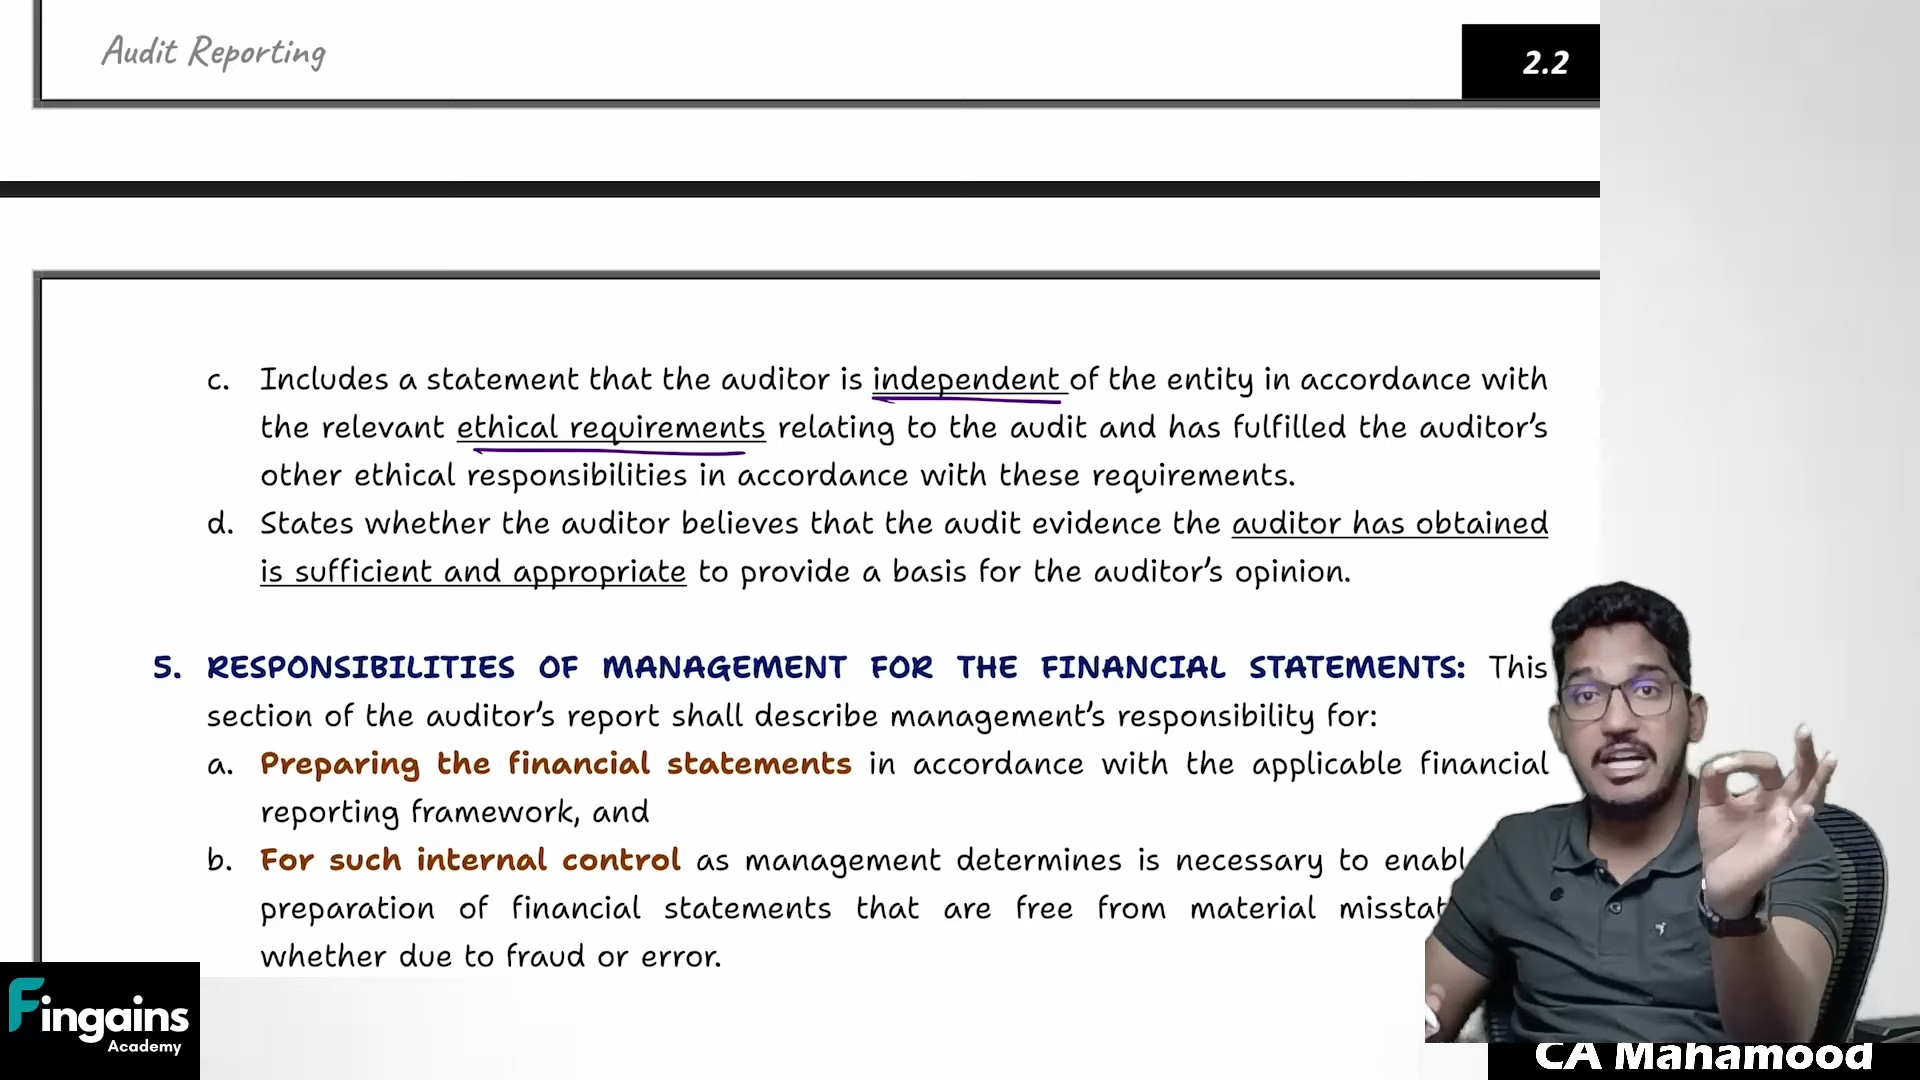 Audit Reporting
2.2
c. Includes a statement that the auditor is independent of the entity in accordance with
the relevant ethical requirements relating to the audit and has fulfilled the auditor's
other ethical responsibilities in accordance with these requirements.
d. States whether the auditor believes that the audit evidence the auditor has obtained
is sufficient and appropriate to provide a basis for the auditor's opinion.
5. RESPONSIBILITIES OF MANAGEMENT FOR THE FINANCIAL STATEMENTS: This
section of the auditor's report shall describe management's responsibility for:
a. Preparing the financial statements in accordance with the applicable financial
reporting framework, and
b. For such internal control as management determines is necessary to
preparation of financial statements that are free from material
whether due to fraud or error.
Fingains
Academy
CA Mahamood